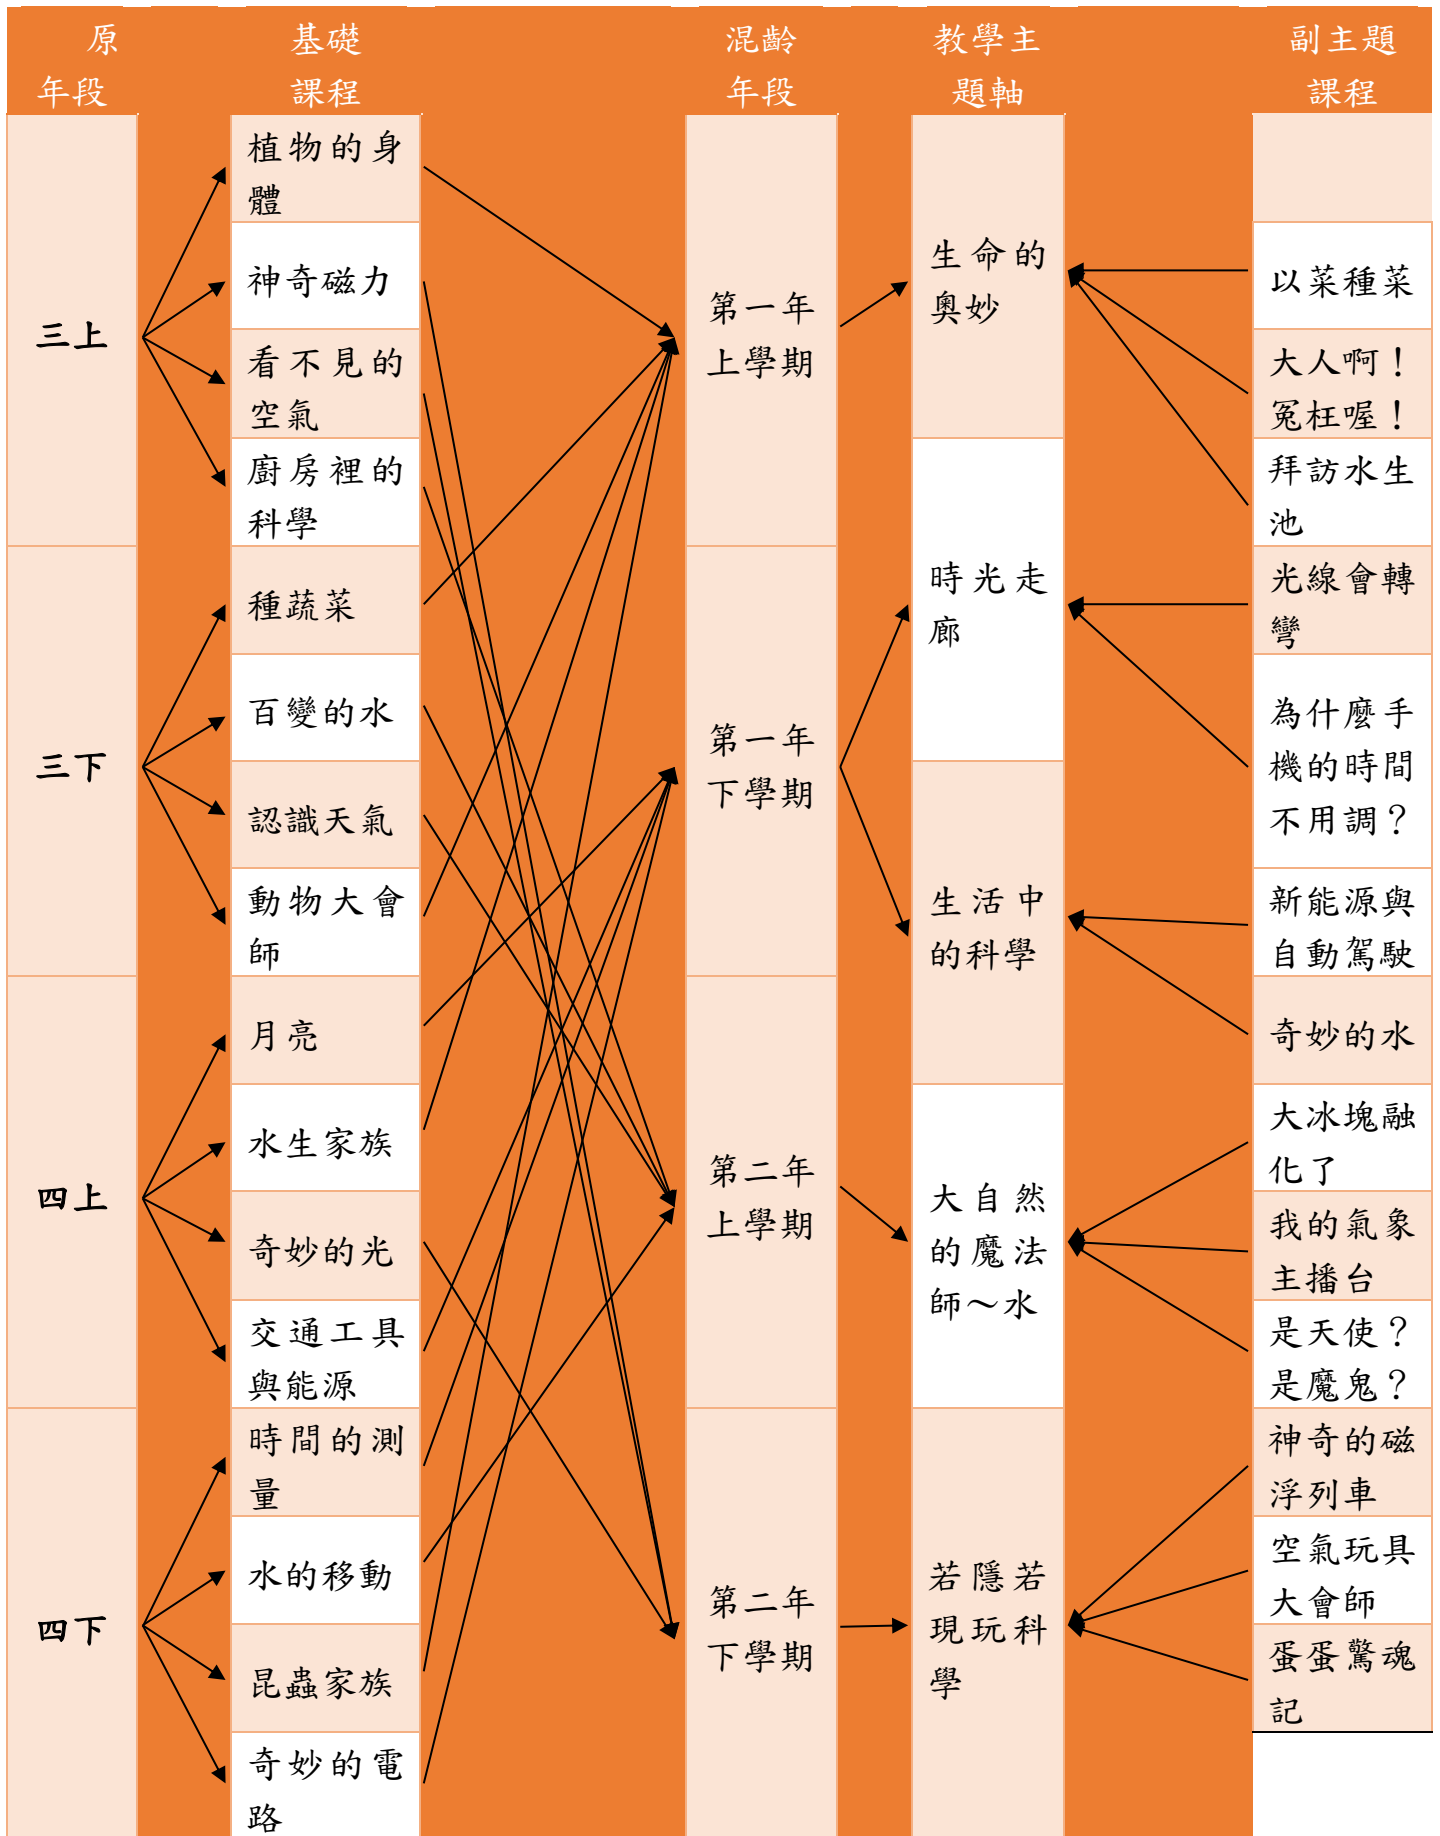 原
年段
基礎
課程
混齡
年段
教學主
題軸
副主題
課程
三上
植物的身
體
神奇磁力
看不見的
空氣
廚房裡的
科學
三下
種蔬菜
百變的水
認識天氣
動物大會
師
四上
月亮
水生家族
奇妙的光
交通工具
與能源
四下
時間的測
量
水的移動
昆蟲家族
奇妙的電
路
第一年
上學期
第一年
下學期
第二年
上學期
第二年
下學期
生命的
奧妙
時光走
廊
生活中
的科學
大自然
的魔法
師～水
若隱若
現玩科
學
以菜種菜
大人啊！
冤枉喔！
拜訪水生
池
光線會轉
彎
為什麼手
機的時間
不用調？
新能源與
自動駕駛
奇妙的水
大冰塊融
化了
我的氣象
主播台
是天使？
是魔鬼？
神奇的磁
浮列車
空氣玩具
大會師
蛋蛋驚魂
記